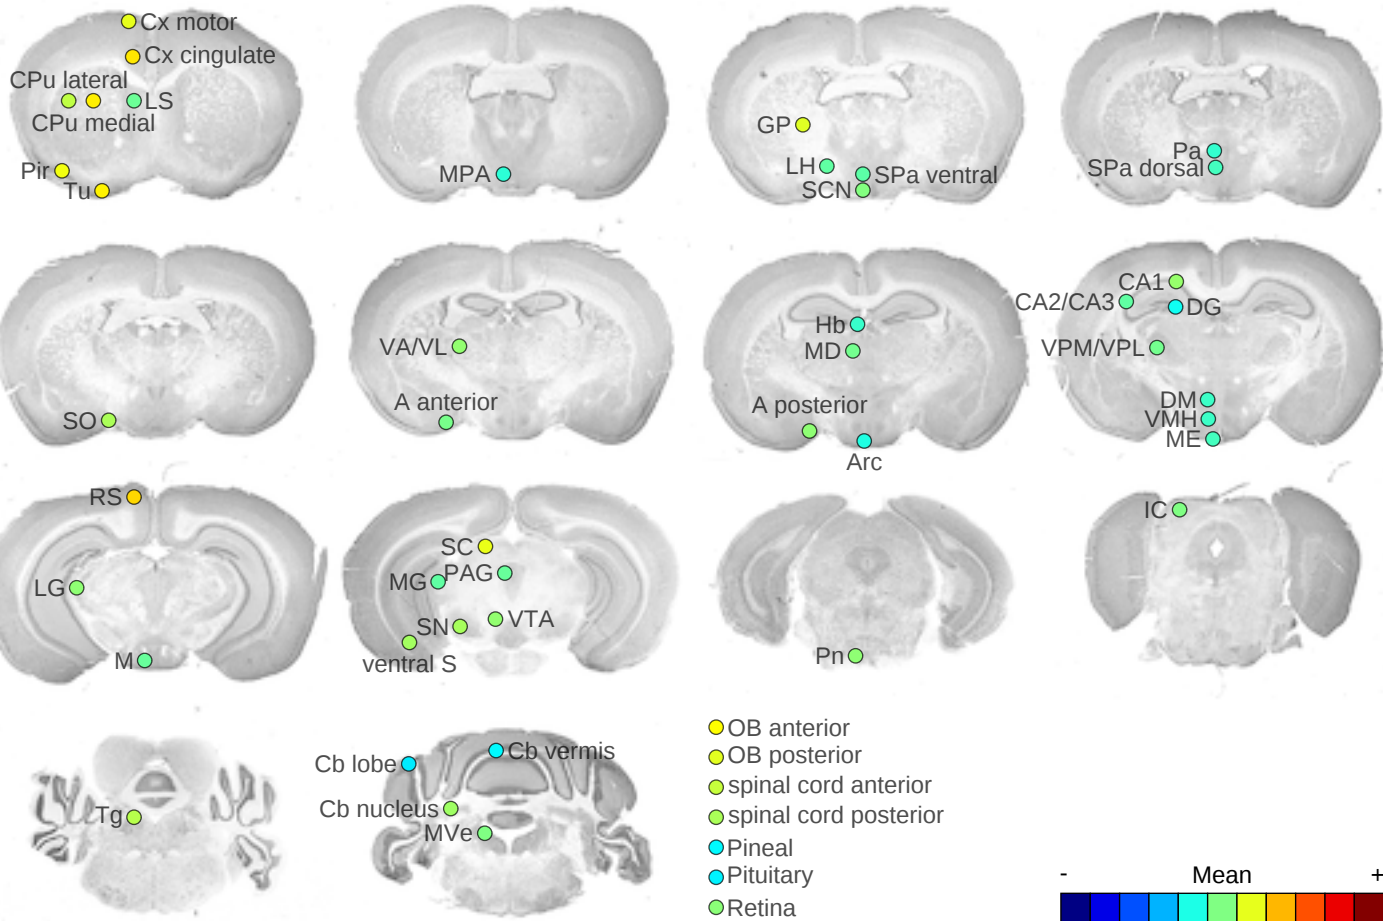 Cx motor
Cx cingulate
CPu lateral
LS
CPu medial
Pir
Tu
MPA
GP
LH
SPa ventral
SCN
Pa
SPa dorsal
SO
VA/VL
A anterior
Hb
MD
A posterior
Arc
CA1
CA2/CA3
DG
VPM/VPL
DM
VMH
ME
RS
LG
M
SC
MG
PAG
SN
VTA
ventral S
Pn
IC
Tg
Cb lobe
Cb vermis
Cb nucleus
MVe
OB anterior
OB posterior
spinal cord anterior
spinal cord posterior
Pineal
Pituitary
Retina
- Mean +